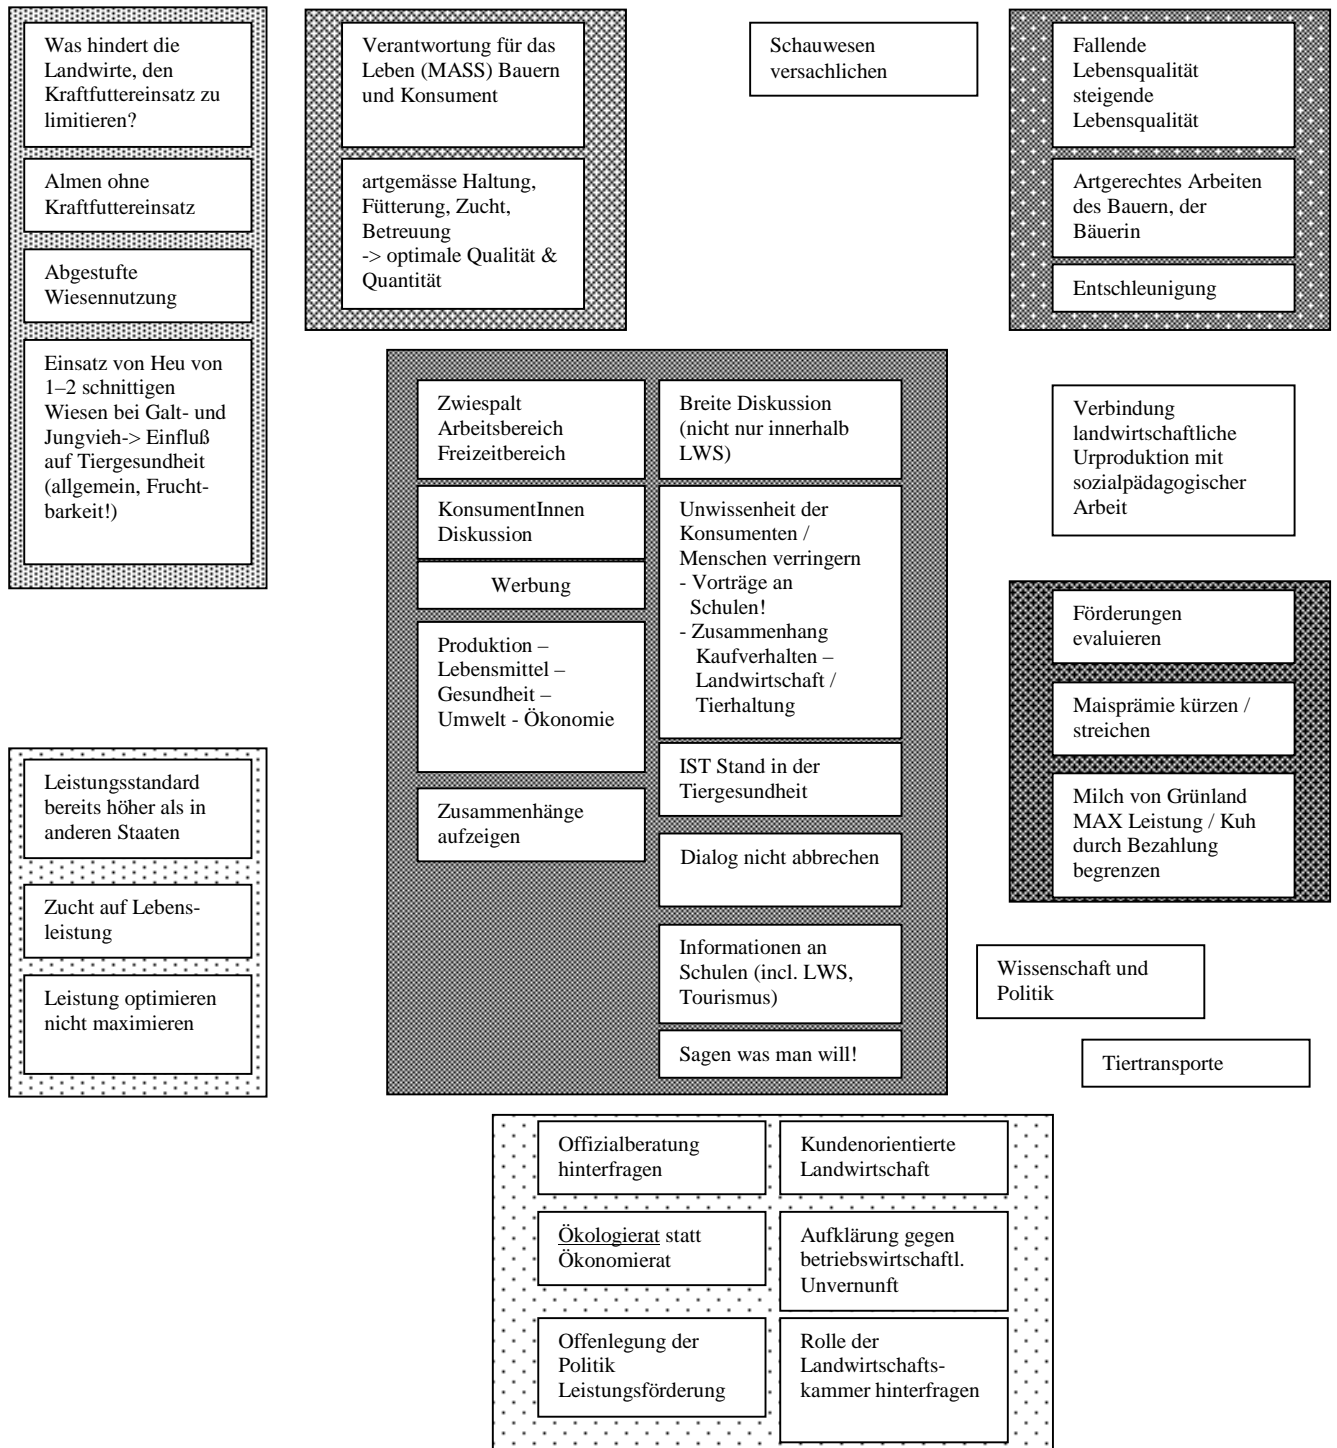 Was hindert die
Landwirte, den
Kraftfuttereinsatz zu
limitieren?
Almen ohne
Kraftfuttereinsatz
Abgestufte
Wiesennutzung
Einsatz von Heu von
1–2 schnittigen
Wiesen bei Galt- und
Jungvieh-> Einfluß
auf Tiergesundheit
(allgemein, Frucht-
barkeit!)
Verantwortung für das
Leben (MASS) Bauern
und Konsument
artgemässe Haltung,
Fütterung, Zucht,
Betreuung
-> optimale Qualität &
Quantität
Schauwesen
versachlichen
Fallende
Lebensqualität
steigende
Lebensqualität
Artgerechtes Arbeiten
des Bauern, der
Bäuerin
Entschleunigung
Zwiespalt
Arbeitsbereich
Freizeitbereich
KonsumentInnen
Diskussion
Werbung
Produktion –
Lebensmittel –
Gesundheit –
Umwelt - Ökonomie
Zusammenhänge
aufzeigen
Breite Diskussion
(nicht nur innerhalb
LWS)
Unwissenheit der
Konsumenten /
Menschen verringern
- Vorträge an
Schulen!
- Zusammenhang
Kaufverhalten –
Landwirtschaft /
Tierhaltung
IST Stand in der
Tiergesundheit
Dialog nicht abbrechen
Informationen an
Schulen (incl. LWS,
Tourismus)
Sagen was man will!
Verbindung
landwirtschaftliche
Urproduktion mit
sozialpädagogischer
Arbeit
Förderungen
evaluieren
Maisprämie kürzen /
streichen
Milch von Grünland
MAX Leistung / Kuh
durch Bezahlung
begrenzen
Leistungsstandard
bereits höher als in
anderen Staaten
Zucht auf Lebens-
leistung
Leistung optimieren
nicht maximieren
Wissenschaft und
Politik
Tiertransporte
Offizialberatung
hinterfragen
Kundenorientierte
Landwirtschaft
Ökologierat statt
Ökonomierat
Aufklärung gegen
betriebswirtschaftl.
Unvernunft
Offenlegung der
Politik
Leistungsförderung
Rolle der
Landwirtschafts-
kammer hinterfragen